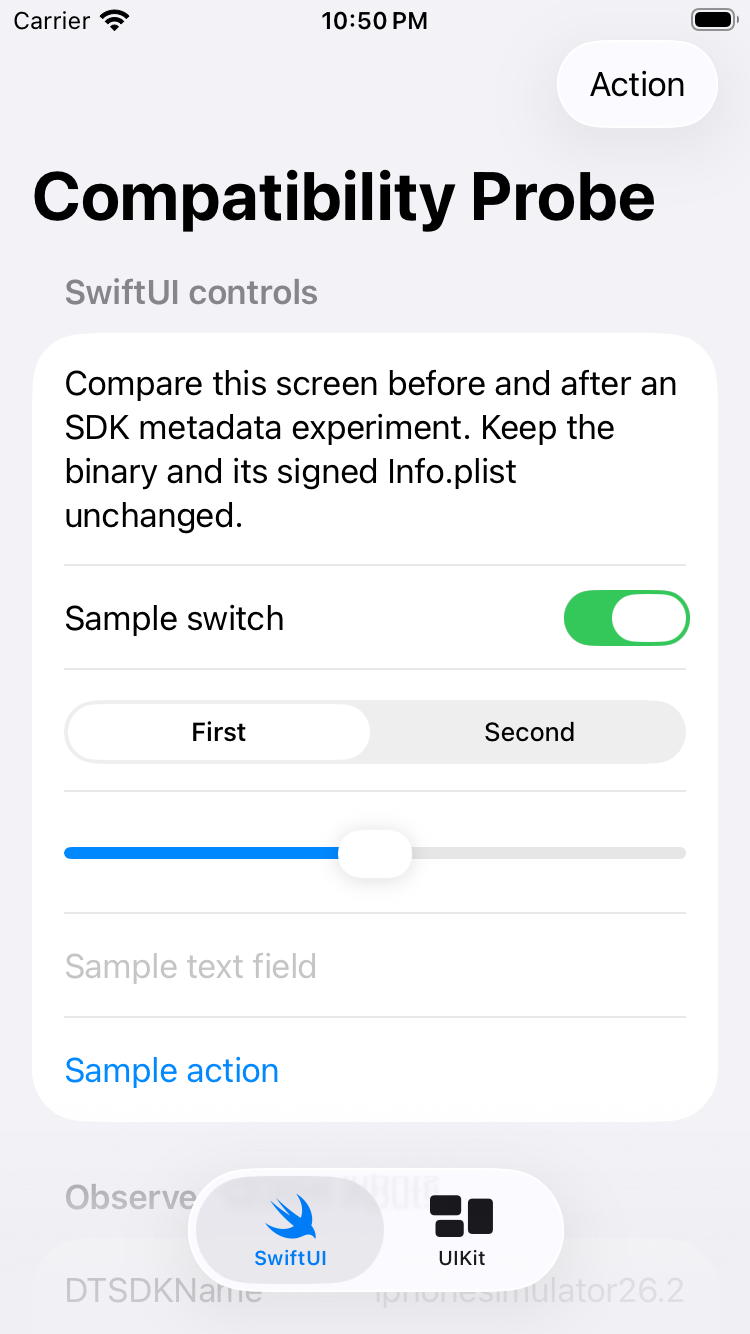 Carrier
10:50 PM
Action
Compatibility Probe
SwiftUI controls
Compare this screen before and after an
SDK metadata experiment. Keep the
binary and its signed Info.plist
unchanged.
Sample switch
First
Second
Sample text field
Sample action
SwiftUI
UIKit
DTSDKName
iphonesimulator26.2